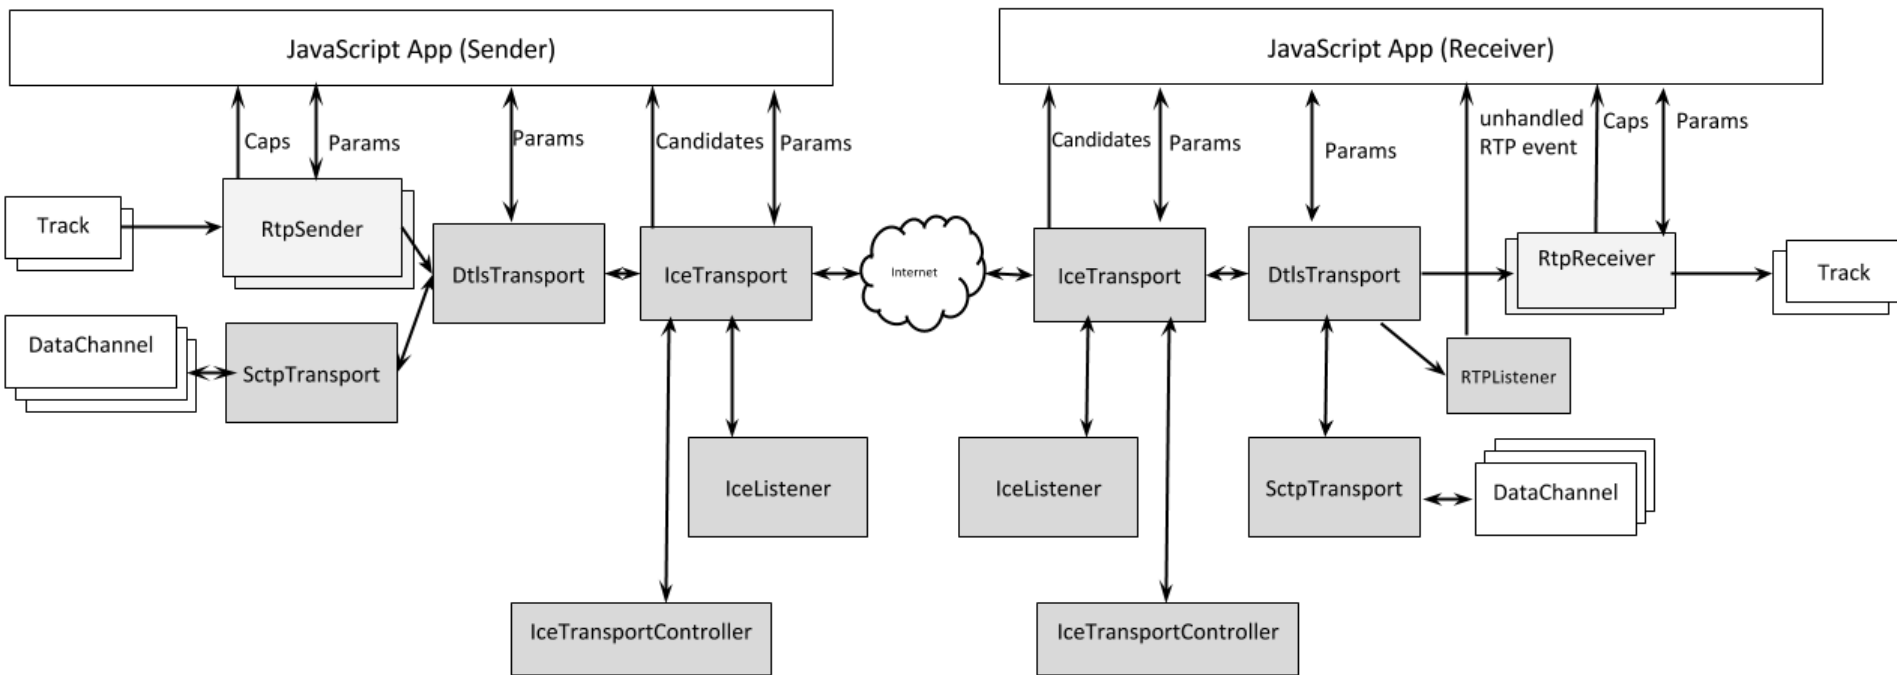 JavaScript App (Sender)
JavaScript App (Receiver)
Caps
Params
Params
Candidates
Params
Candidates
Params
Params
unhandled
RTP event
Caps
Params
Track
RtpSender
DtlsTransport
IceTransport
Internet
IceTransport
DtlsTransport
RtpReceiver
Track
DataChannel
SctpTransport
RTPListener
IceListener
IceListener
SctpTransport
DataChannel
IceTransportController
IceTransportController